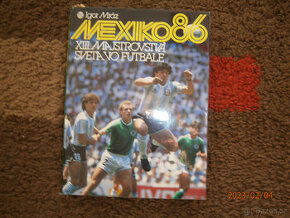 Igor Mráz
MEXIKO86
XIII. MAJSTROVSTVÁ
SVETA VO FUTBALE
2023/02/04